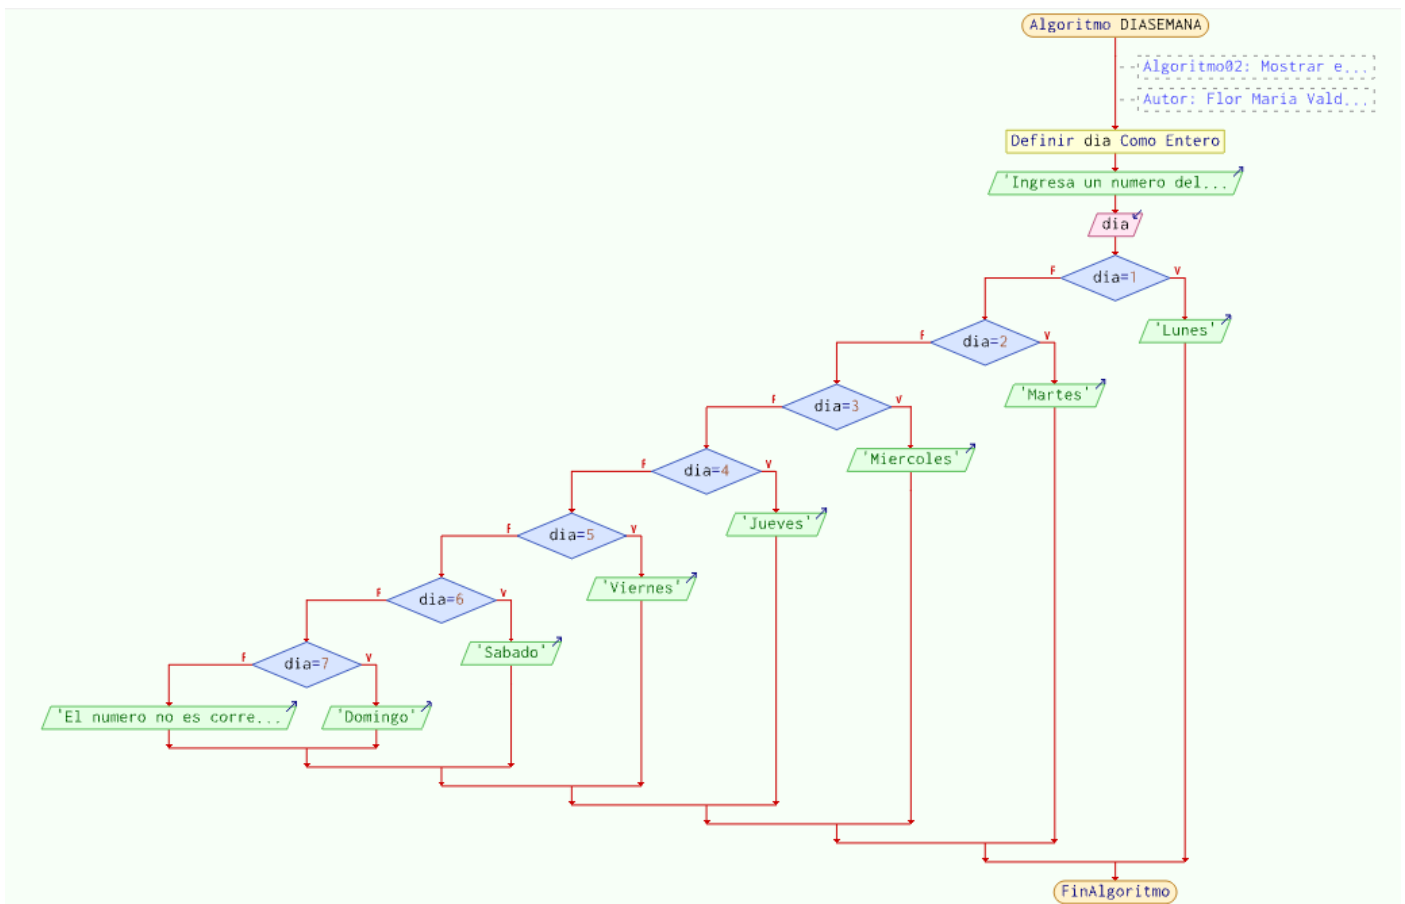 Algoritmo DIASEMANA
Algoritmo02: Mostrar e...
Autor: Flor Maria Vald...
Definir dia Como Entero
'Ingresa un numero del...
dia
F dia=1 V
'Lunes'
F dia=2 V
'Martes'
F dia=3 V
'Miercoles'
F dia=4 V
'Jueves'
F dia=5 V
'Viernes'
F dia=6 V
'Sabado'
F dia=7 V
'El numero no es corre... 'Domingo'
FinAlgoritmo